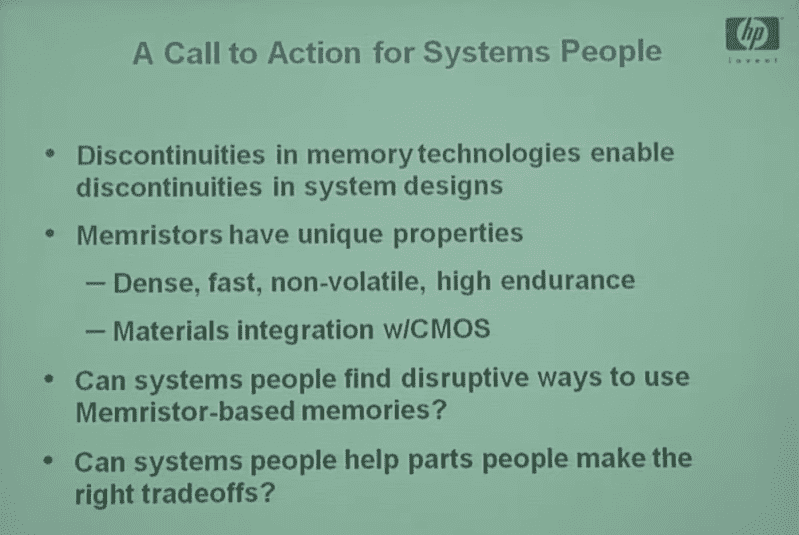 A Call to Action for Systems People
hp
invent
• Discontinuities in memory technologies enable
discontinuities in system designs
• Memristors have unique properties
– Dense, fast, non-volatile, high endurance
– Materials integration w/CMOS
• Can systems people find disruptive ways to use
Memristor-based memories?
• Can systems people help parts people make the
right tradeoffs?